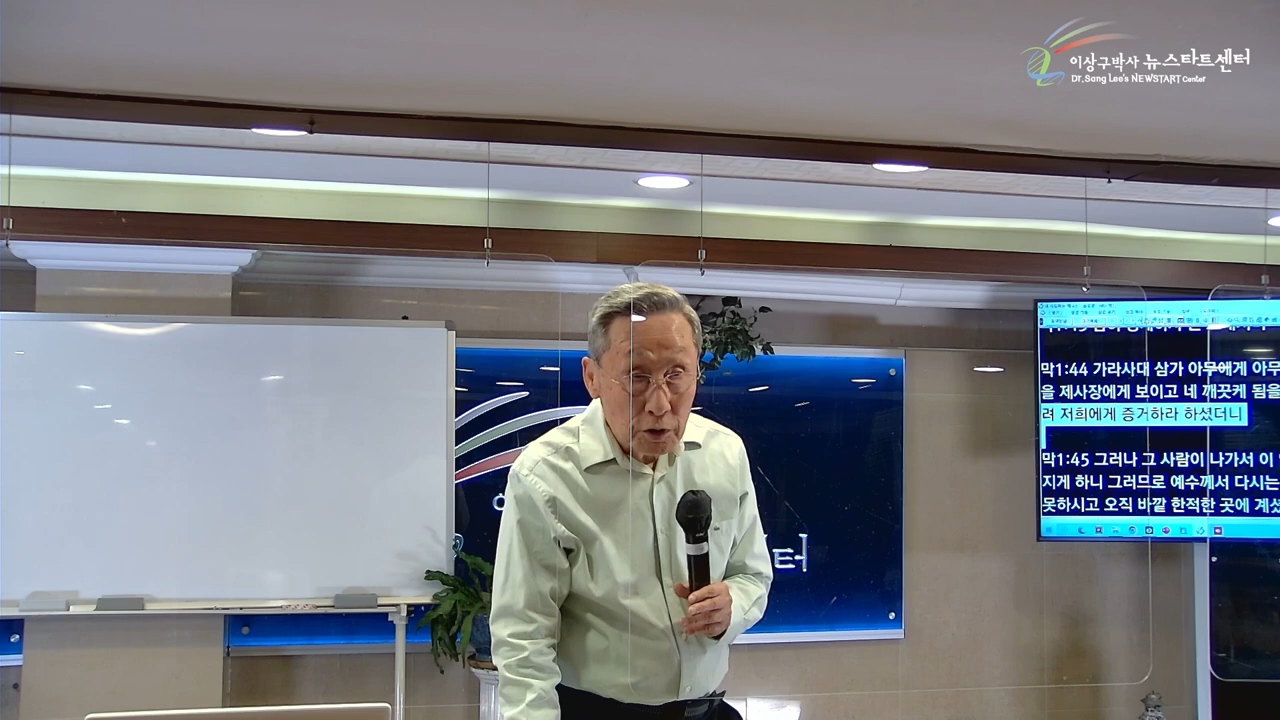 이상구박사 뉴스타트센터
Dr. Sang Lee's NEWSTART Center
막1:44 가라사대 삼가 아무에게 아무
을 제사장에게 보이고 네 깨끗케 됨을
려 저희에게 증거하라 하셨더니
막1:45 그러나 그 사람이 나가서 이
지게 하니 그러므로 예수께서 다시는
못하시고 오직 바깥 한적한 곳에 계셨
터